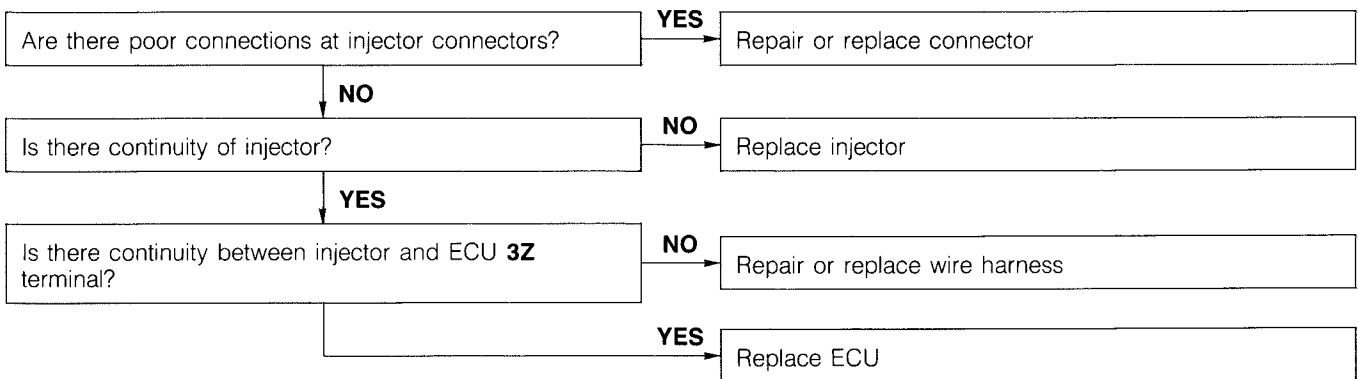 Are there poor connections at injector connectors?
YES
Repair or replace connector
NO
Is there continuity of injector?
NO
Replace injector
YES
Is there continuity between injector and ECU 3Z
terminal?
NO
Repair or replace wire harness
YES
Replace ECU